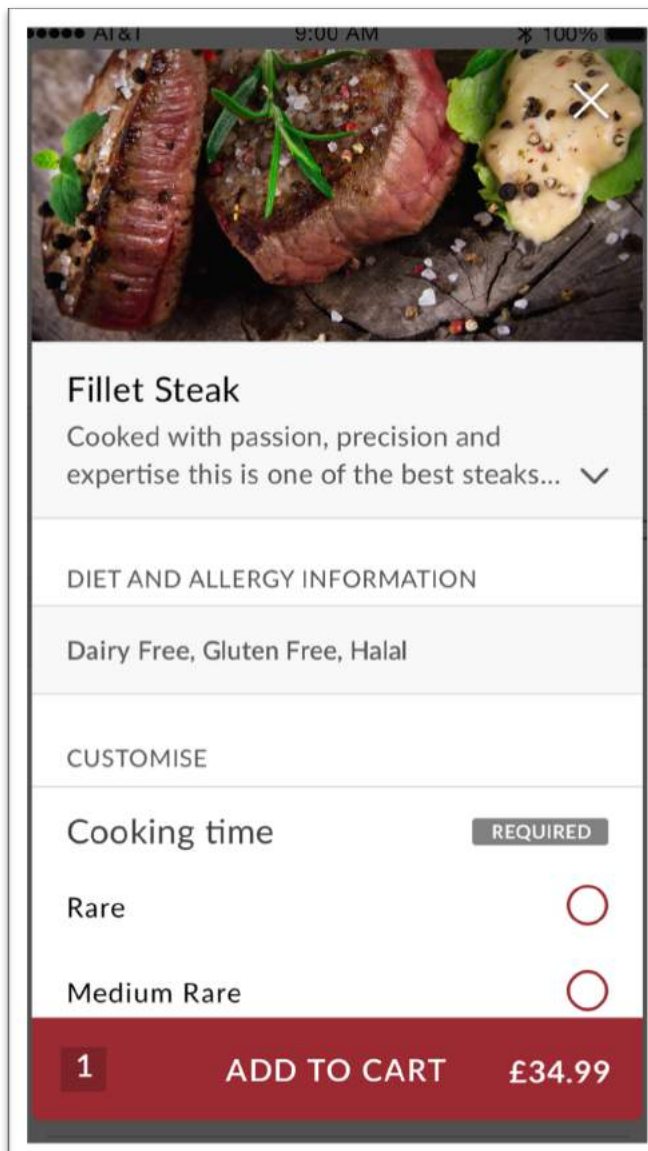 ●●●●● AT&T 9:00 AM 100%
Fillet Steak
Cooked with passion, precision and
expertise this is one of the best steaks...
DIET AND ALLERGY INFORMATION
Dairy Free, Gluten Free, Halal
CUSTOMISE
Cooking time REQUIRED
Rare
Medium Rare
1 ADD TO CART £34.99